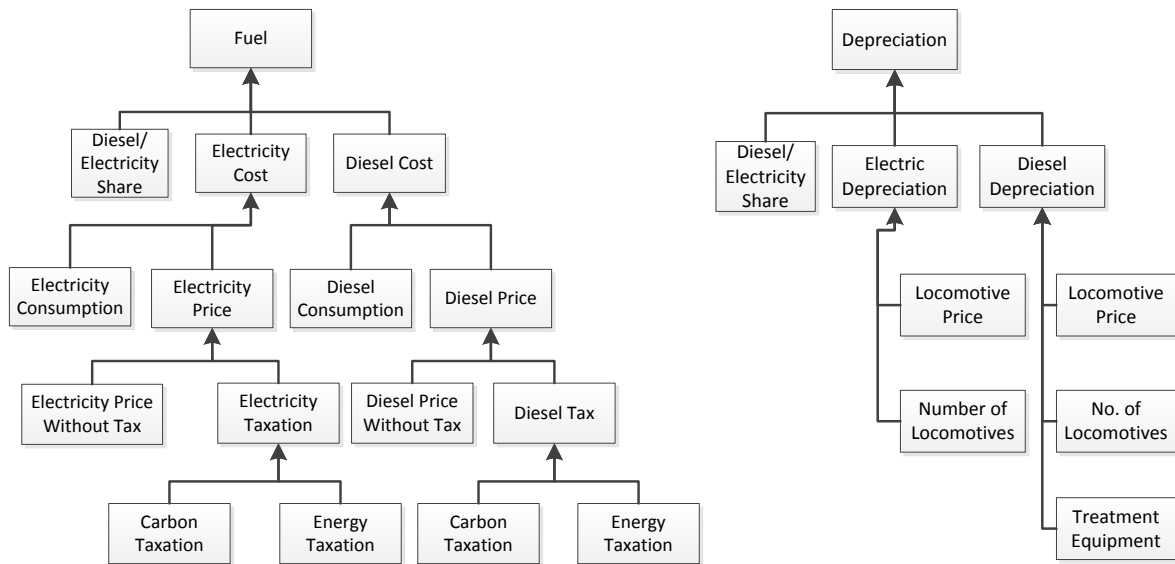 Fuel
Diesel/
Electricity
Share
Electricity
Cost
Diesel Cost
Electricity
Consumption
Electricity
Price
Diesel
Consumption
Diesel Price
Electricity Price
Without Tax
Electricity
Taxation
Diesel Price
Without Tax
Diesel Tax
Carbon
Taxation
Energy
Taxation
Carbon
Taxation
Energy
Taxation
Depreciation
Diesel/
Electricity
Share
Electric
Depreciation
Diesel
Depreciation
Locomotive
Price
Locomotive
Price
Number of
Locomotives
No. of
Locomotives
Treatment
Equipment